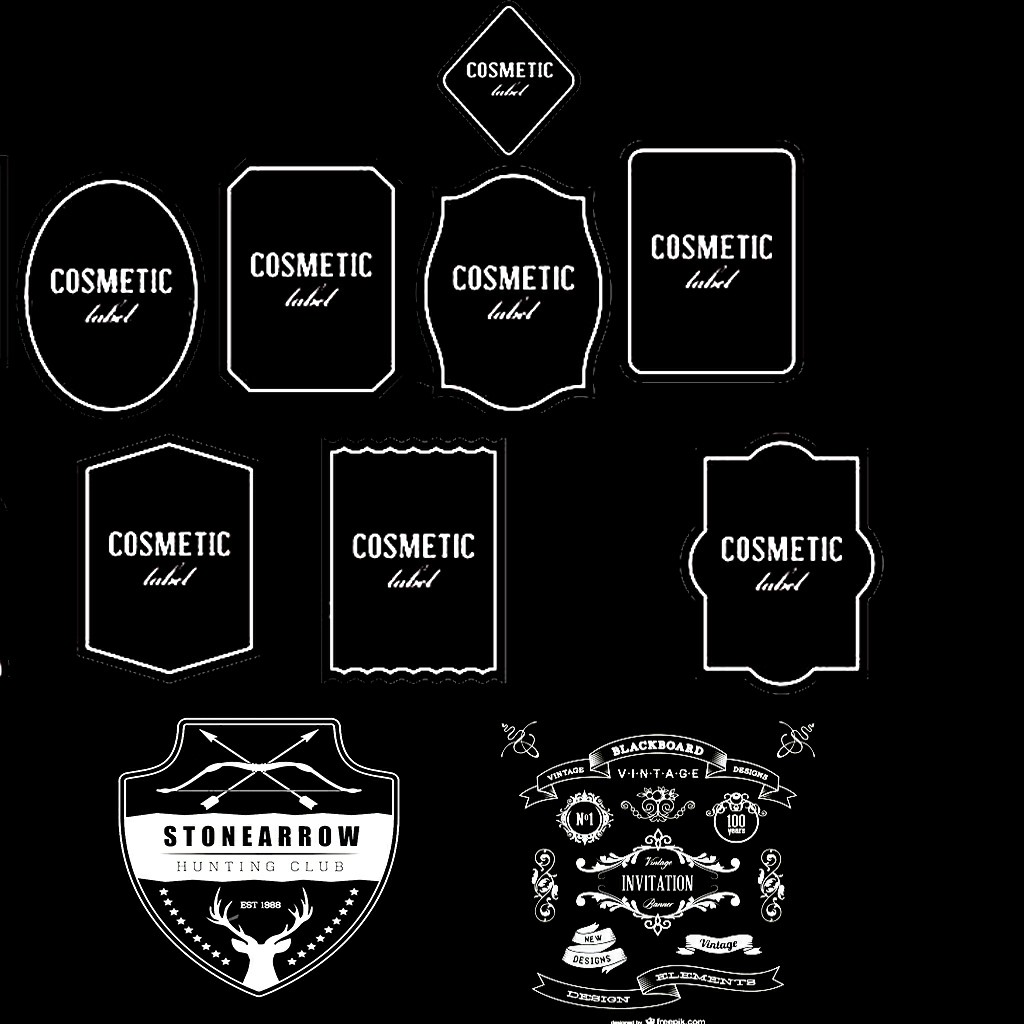 COSMETIC
label
COSMETIC
label
COSMETIC
label
COSMETIC
label
COSMETIC
label
COSMETIC
label
COSMETIC
label
COSMETIC
label
STONEARROW
HUNTING CLUB
EST 1988
BLACKBOARD
VINTAGE
V·I·N·T·A·G·E
DESIGNS
Nº1
100
years
Vintage
INVITATION
Banner
NEW
DESIGNS
Vintage
DESIGN
ELEMENTS
designed by freepik.com